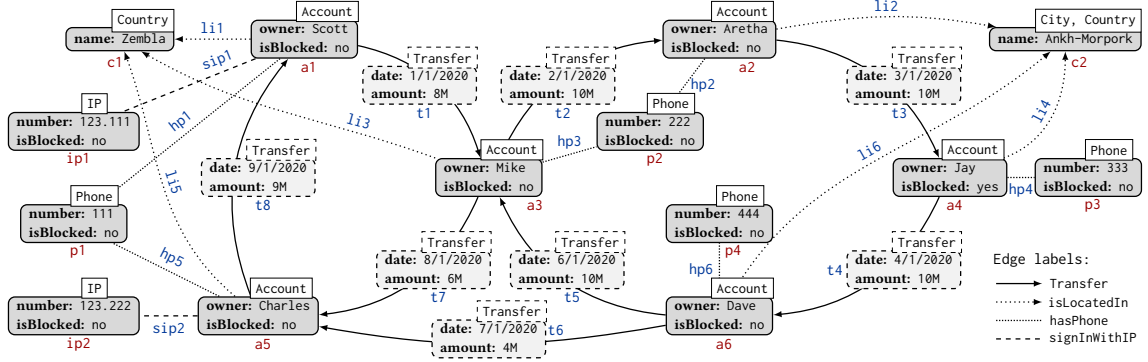 Country
name: Zembla
c1
li1
sip1
Account
owner: Scott
isBlocked: no
a1
Transfer
date: 1/1/2020
amount: 8M
t1
Transfer
date: 2/1/2020
amount: 10M
t2
Account
owner: Aretha
isBlocked: no
a2
li2
City, Country
name: Ankh-Morpork
c2
Transfer
date: 3/1/2020
amount: 10M
t3
li4
IP
number: 123.111
isBlocked: no
ip1
hp1
li3
hp2
Phone
number: 222
isBlocked: no
p2
hp3
li6
Account
owner: Mike
isBlocked: no
a3
Account
owner: Jay
isBlocked: yes
a4
hp4
Phone
number: 333
isBlocked: no
p3
Transfer
date: 9/1/2020
amount: 9M
t8
li5
Phone
number: 111
isBlocked: no
p1
hp5
Phone
number: 444
isBlocked: no
p4
hp6
Transfer
date: 8/1/2020
amount: 6M
t7
Transfer
date: 6/1/2020
amount: 10M
t5
Transfer
date: 4/1/2020
amount: 10M
t4
IP
number: 123.222
isBlocked: no
ip2
sip2
Account
owner: Charles
isBlocked: no
a5
Transfer
date: 7/1/2020
amount: 4M
t6
Account
owner: Dave
isBlocked: no
a6
Edge labels:
Transfer
isLocatedIn
hasPhone
signInWithIP